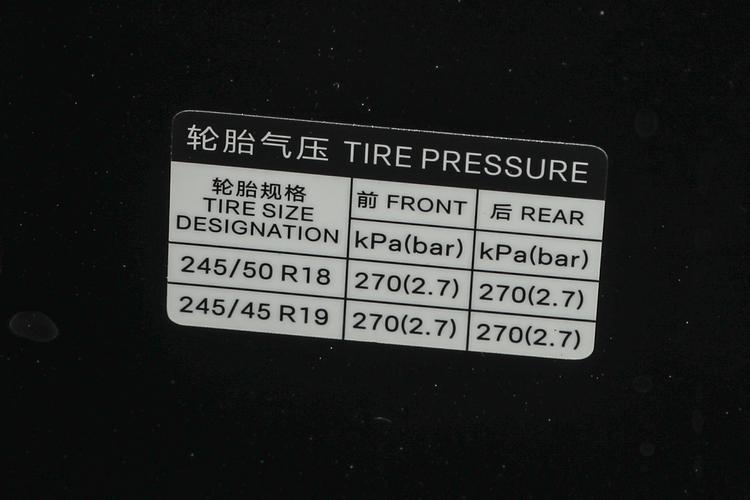 轮胎气压 TIRE PRESSURE
轮胎规格
TIRE SIZE
DESIGNATION
前 FRONT
后 REAR
kPa(bar)
kPa(bar)
245/50 R18
270(2.7)
270(2.7)
245/45 R19
270(2.7)
270(2.7)